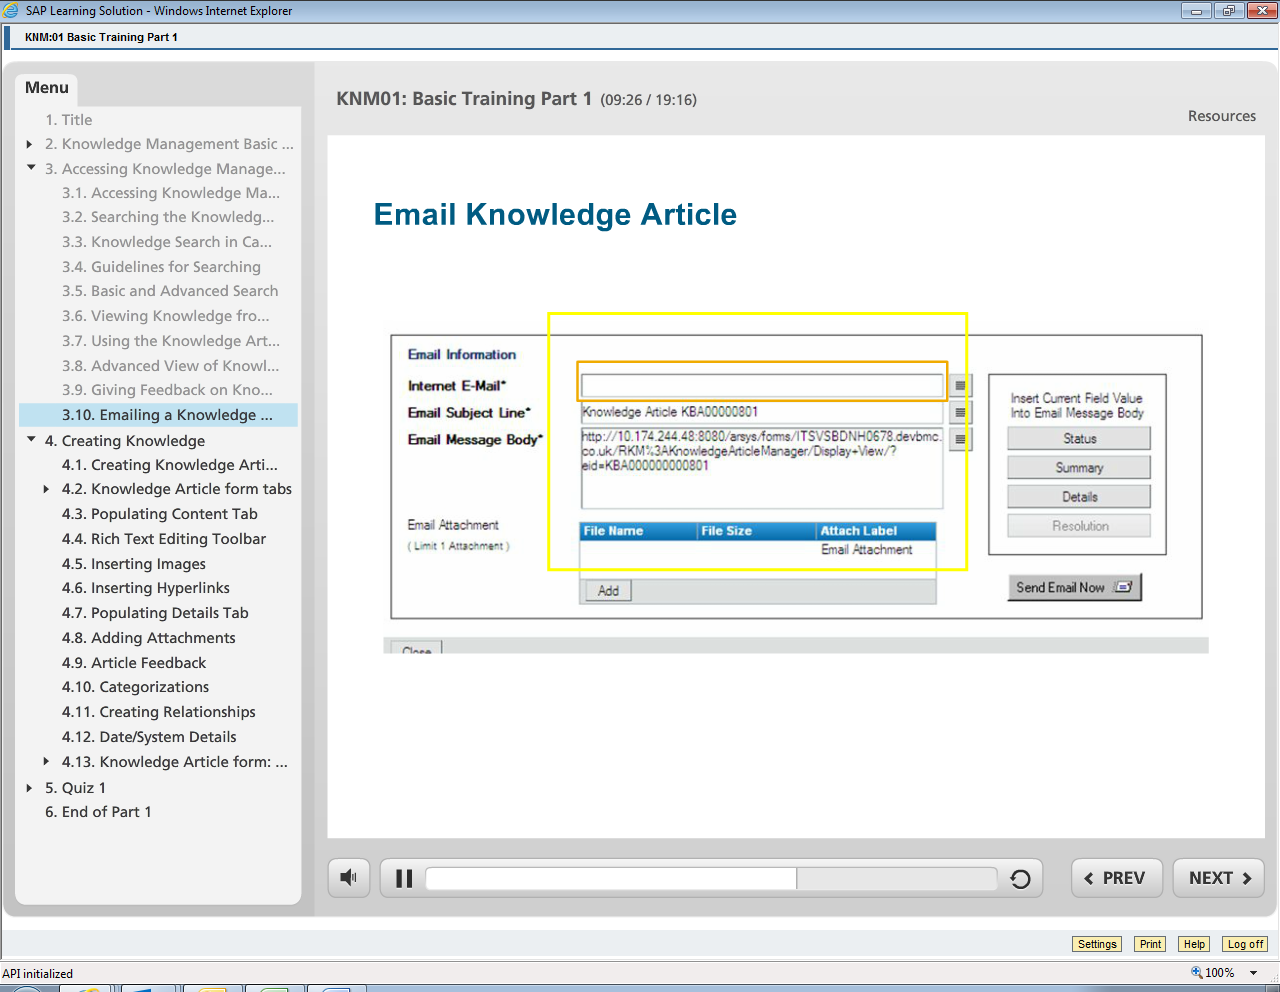 SAP Learning Solution - Windows Internet Explorer
KNM:01 Basic Training Part 1
Menu
1. Title
2. Knowledge Management Basic ...
3. Accessing Knowledge Manage...
3.1. Accessing Knowledge Ma...
3.2. Searching the Knowledg...
3.3. Knowledge Search in Ca...
3.4. Guidelines for Searching
3.5. Basic and Advanced Search
3.6. Viewing Knowledge fro...
3.7. Using the Knowledge Art...
3.8. Advanced View of Knowl...
3.9. Giving Feedback on Kno...
3.10. Emailing a Knowledge ...
4. Creating Knowledge
4.1. Creating Knowledge Arti...
4.2. Knowledge Article form tabs
4.3. Populating Content Tab
4.4. Rich Text Editing Toolbar
4.5. Inserting Images
4.6. Inserting Hyperlinks
4.7. Populating Details Tab
4.8. Adding Attachments
4.9. Article Feedback
4.10. Categorizations
4.11. Creating Relationships
4.12. Date/System Details
4.13. Knowledge Article form: ...
5. Quiz 1
6. End of Part 1
KNM01: Basic Training Part 1 (09:26 / 19:16)
Resources
Email Knowledge Article
Email Information
Internet E-Mail*
Email Subject Line* Knowledge Article KBA00000801
Email Message Body* http://10.174.244.48:8080/arsys/forms/ITSVSBDNH0678.devbmc.
co.uk/RKM%3AKnowledgeArticleManager/Display+View/?
eid=KBA000000000801
Email Attachment
( Limit 1 Attachment )
File Name File Size Attach Label
Email Attachment
Add
Insert Current Field Value
Into Email Message Body
Status
Summary
Details
Resolution
Send Email Now
Close
PREV NEXT
Settings Print Help Log off
API initialized 100%